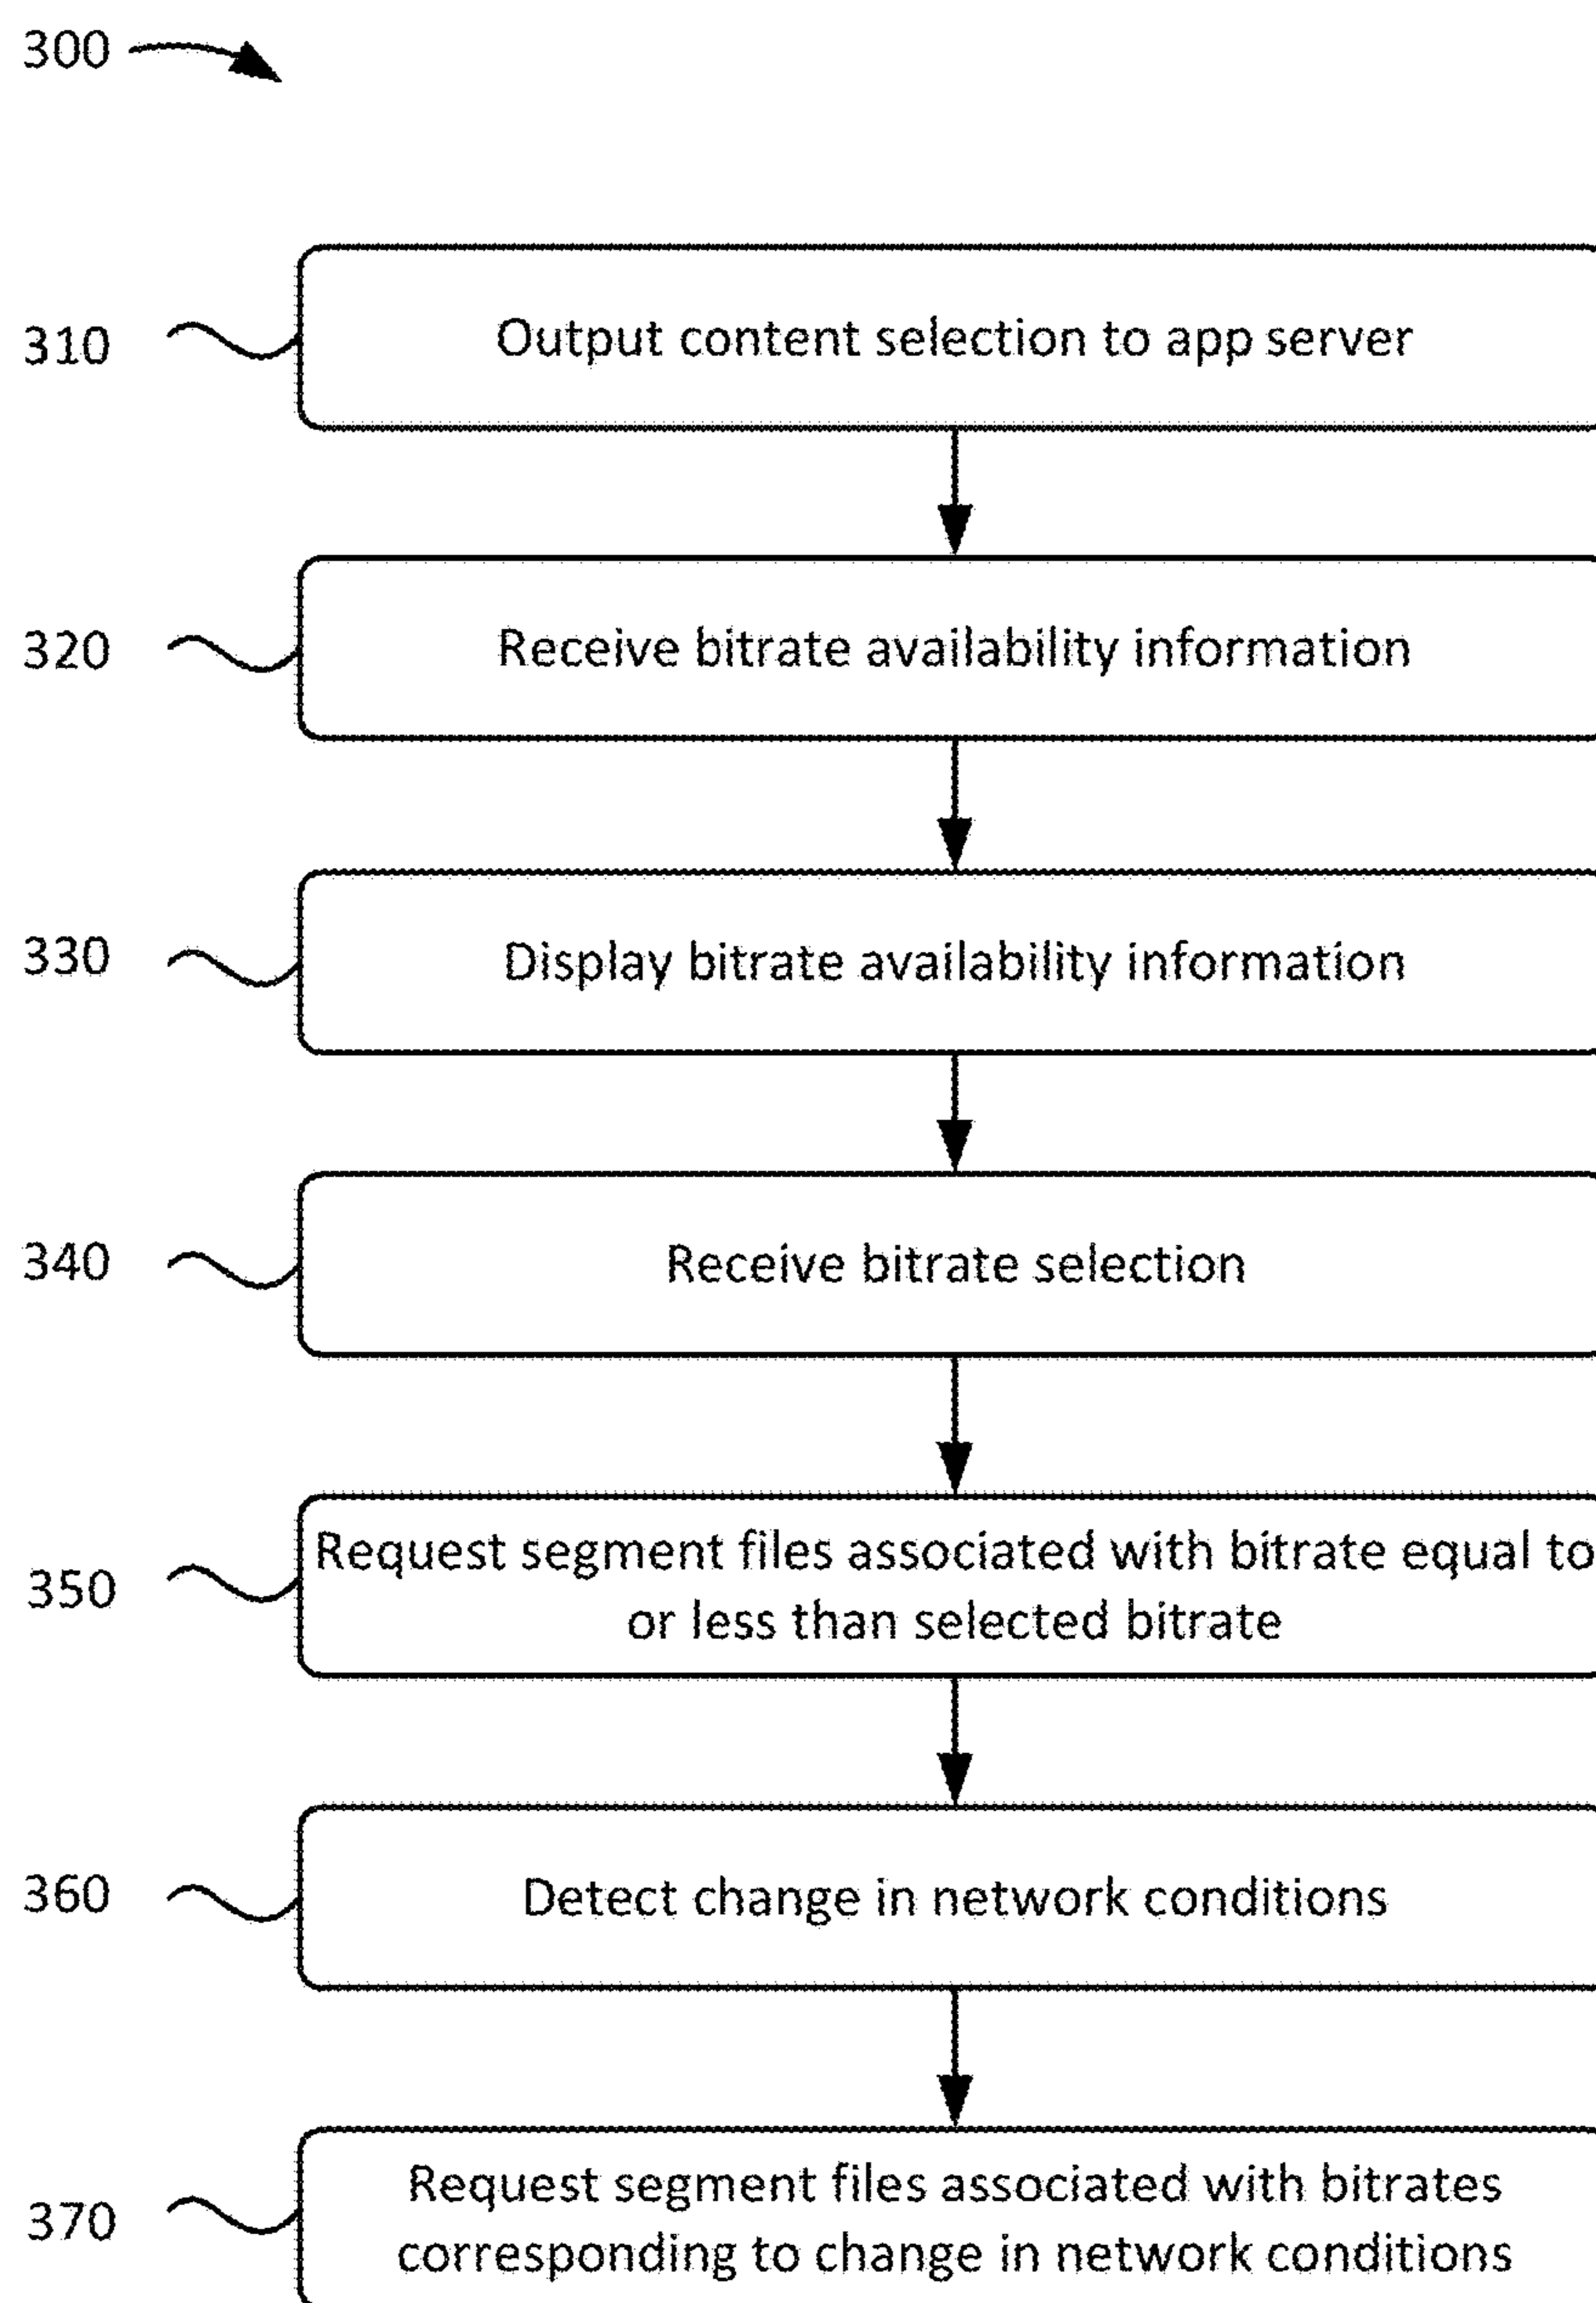 300
310
Output content selection to app server
320
Receive bitrate availability information
330
Display bitrate availability information
340
Receive bitrate selection
350
Request segment files associated with bitrate equal to
or less than selected bitrate
360
Detect change in network conditions
370
Request segment files associated with bitrates
corresponding to change in network conditions